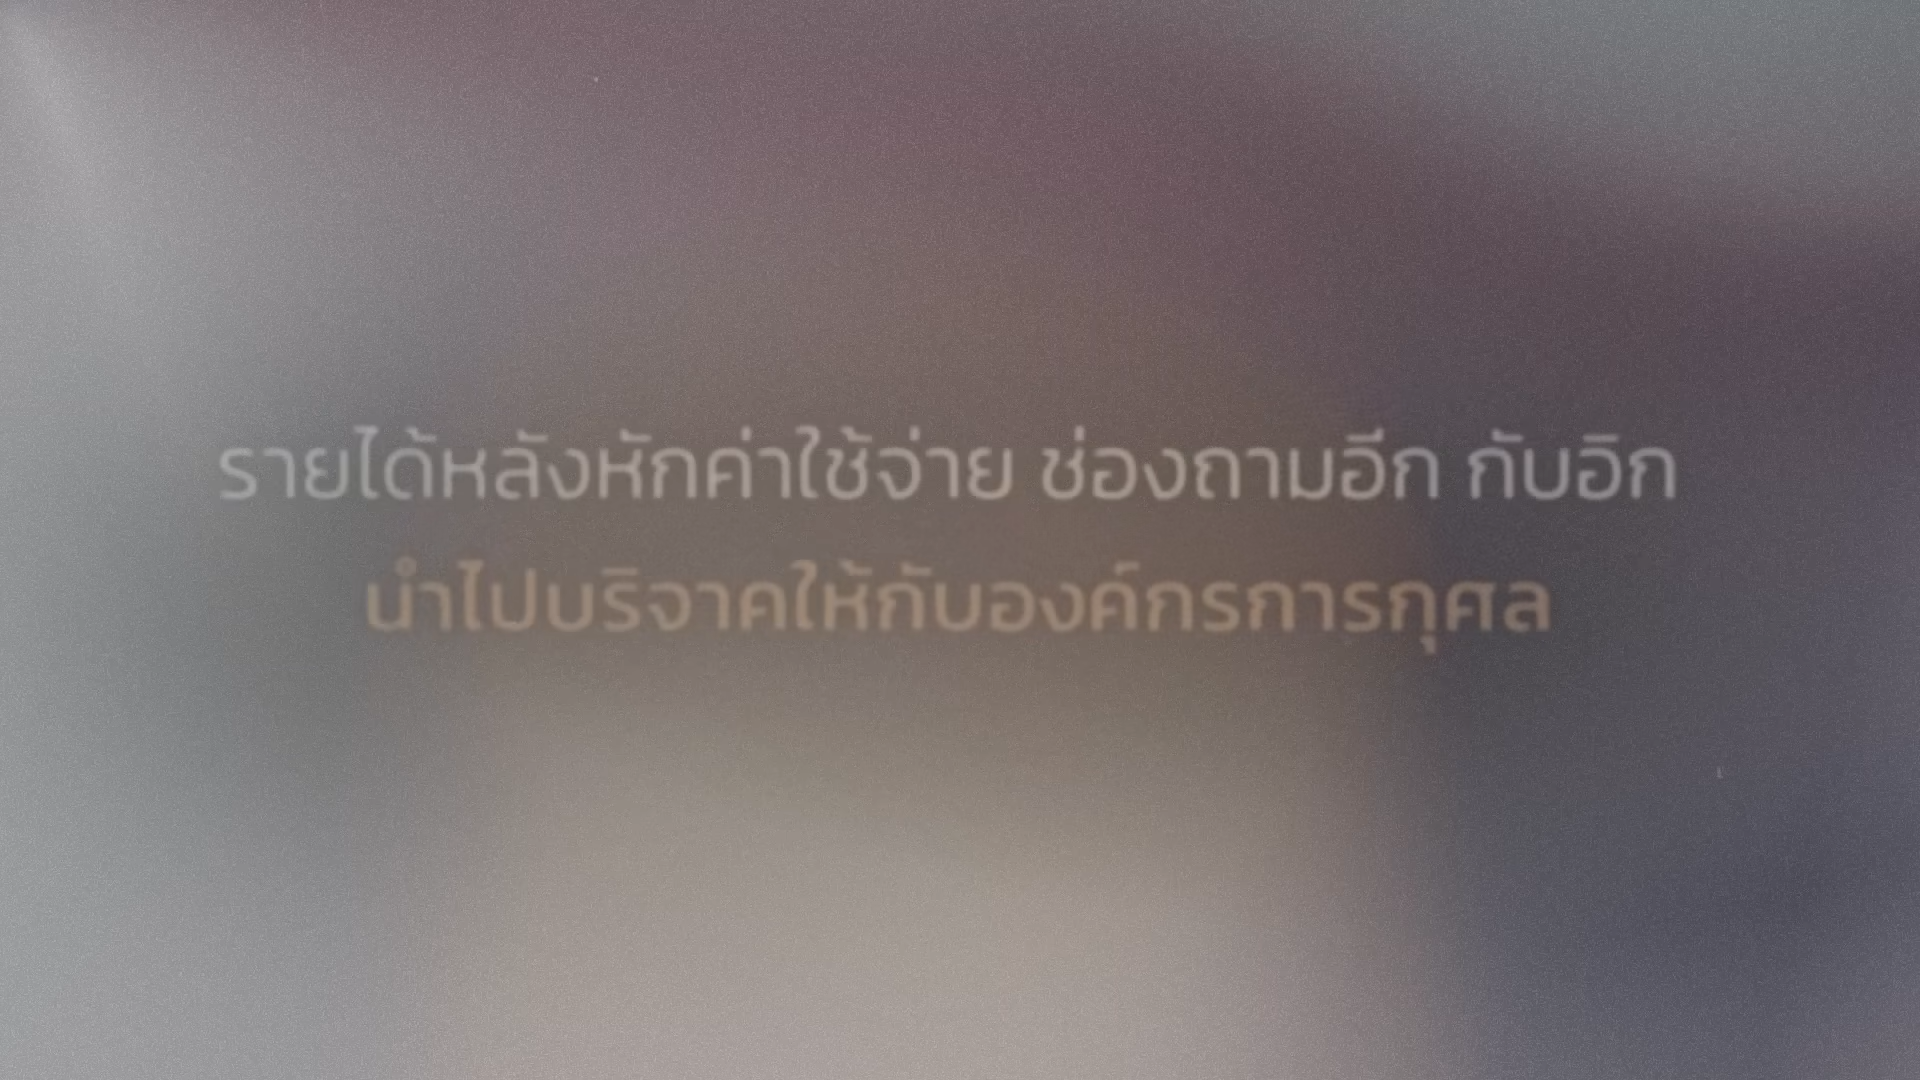 รายได้หลังหักค่าใช้จ่าย ช่องถามอีก กับอิก
นำไปบริจาคให้กับองค์กรการกุศล